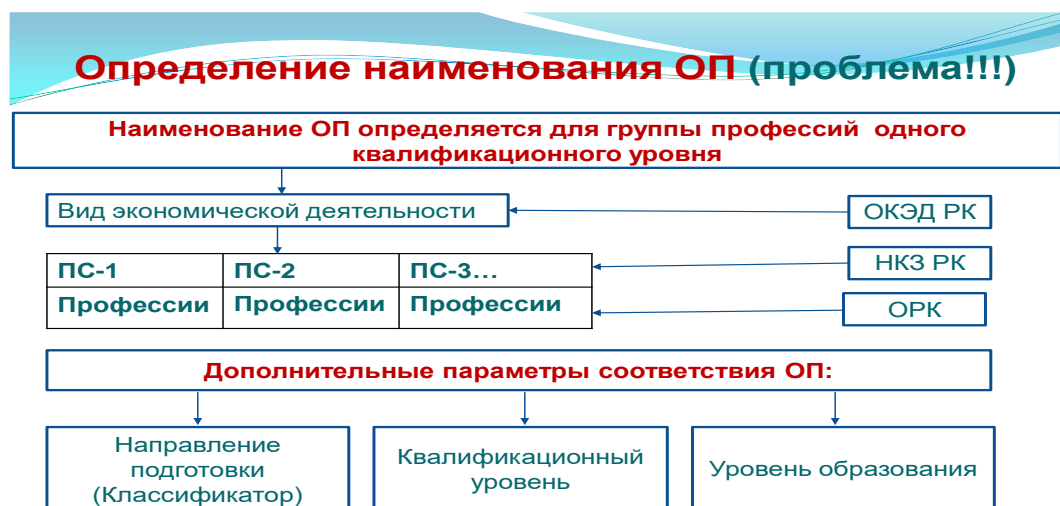 Определение наименования ОП (проблема!!!)
Наименование ОП определяется для группы профессий одного
квалификационного уровня
Вид экономической деятельности
ОКЭД РК
ПС-1 ПС-2 ПС-3...
НКЗ РК
Профессии Профессии Профессии
ОРК
Дополнительные параметры соответствия ОП:
Направление
подготовки
(Классификатор)
Квалификационный
уровень
Уровень образования